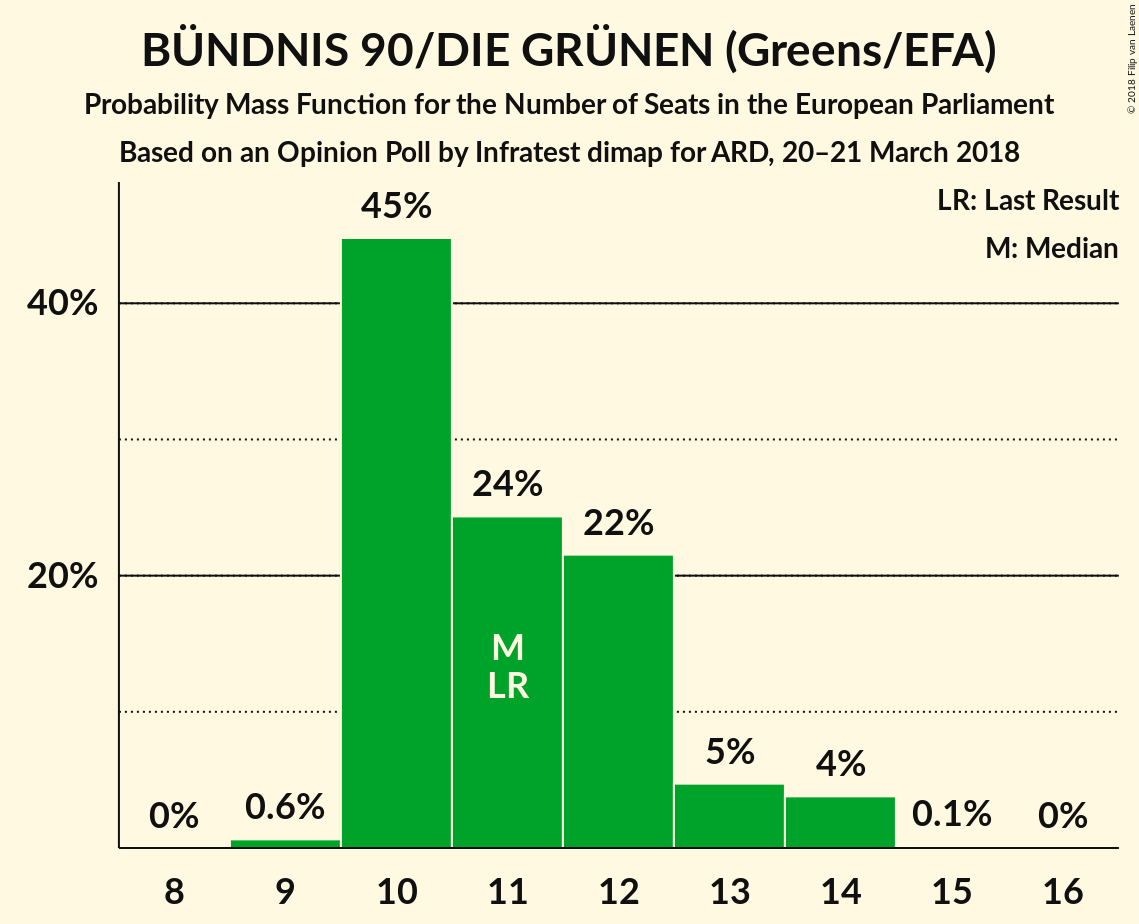 BÜNDNIS 90/DIE GRÜNEN (Greens/EFA)
Probability Mass Function for the Number of Seats in the European Parliament
Based on an Opinion Poll by Infratest dimap for ARD, 20–21 March 2018
© 2018 Filip van Laenen
LR: Last Result
M: Median
45%
40%
24%
22%
20%
M
LR
5%
4%
0%
0.6%
0.1%
0%
8 9 10 11 12 13 14 15 16